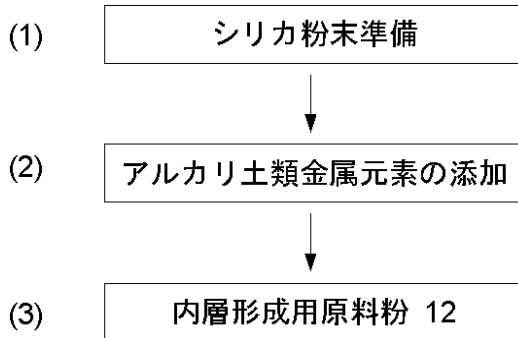 (1) シリカ粉末準備
(2) アルカリ土類金属元素の添加
(3) 内層形成用原料粉 12